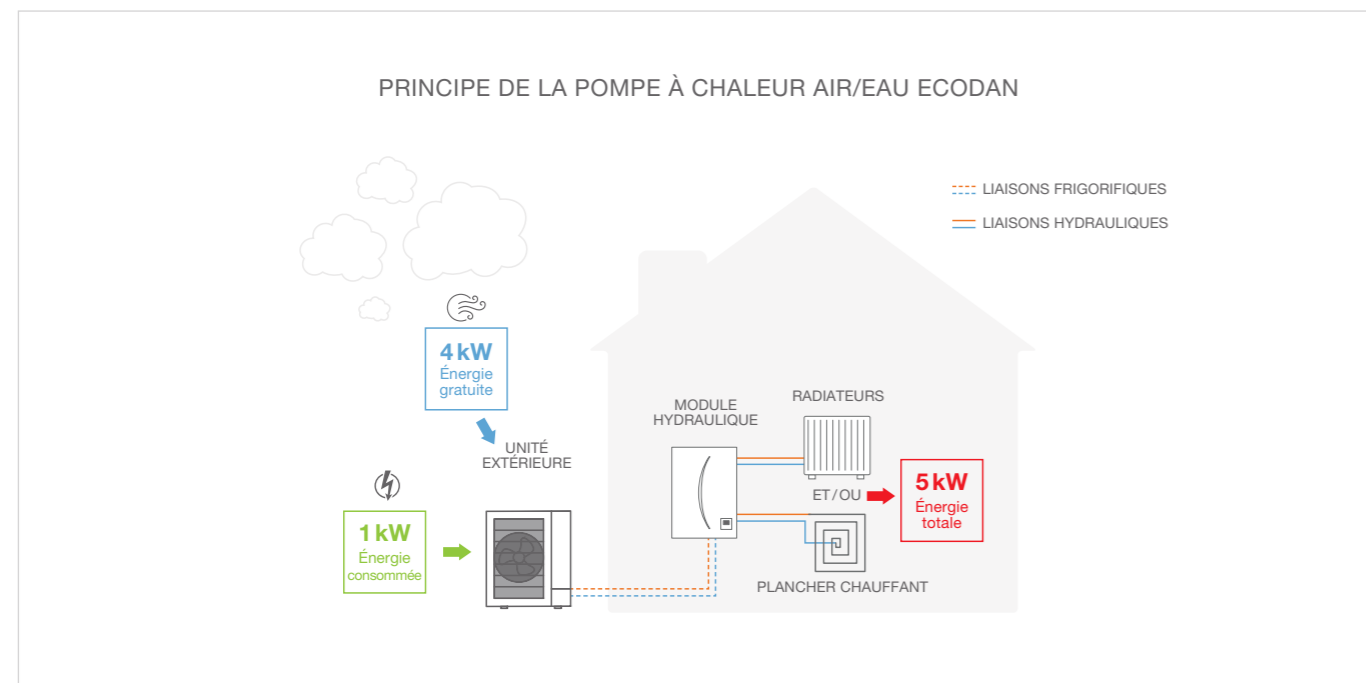 PRINCIPE DE LA POMPE À CHALEUR AIR/EAU ECODAN
LIAISONS FRIGORIFIQUES
LIAISONS HYDRAULIQUES
4 kW
Énergie
gratuite
UNITÉ
EXTÉRIEURE
1 kW
Énergie
consommée
MODULE
HYDRAULIQUE
RADIATEURS
ET / OU
PLANCHER CHAUFFANT
5 kW
Énergie
totale